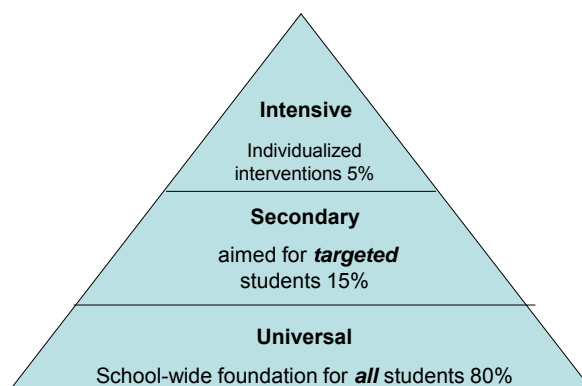 Intensive
Individualized
interventions 5%
Secondary
aimed for targeted
students 15%
Universal
School-wide foundation for all students 80%